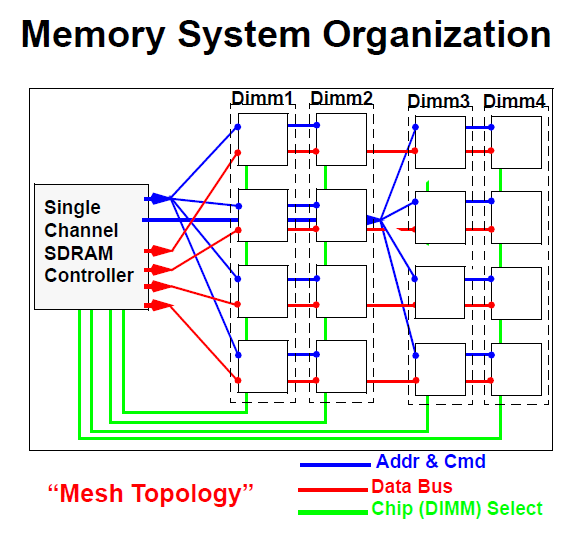 Memory System Organization
Dimm1 Dimm2 Dimm3 Dimm4
Single
Channel
SDRAM
Controller
Addr & Cmd
“Mesh Topology”
Data Bus
Chip (DIMM) Select